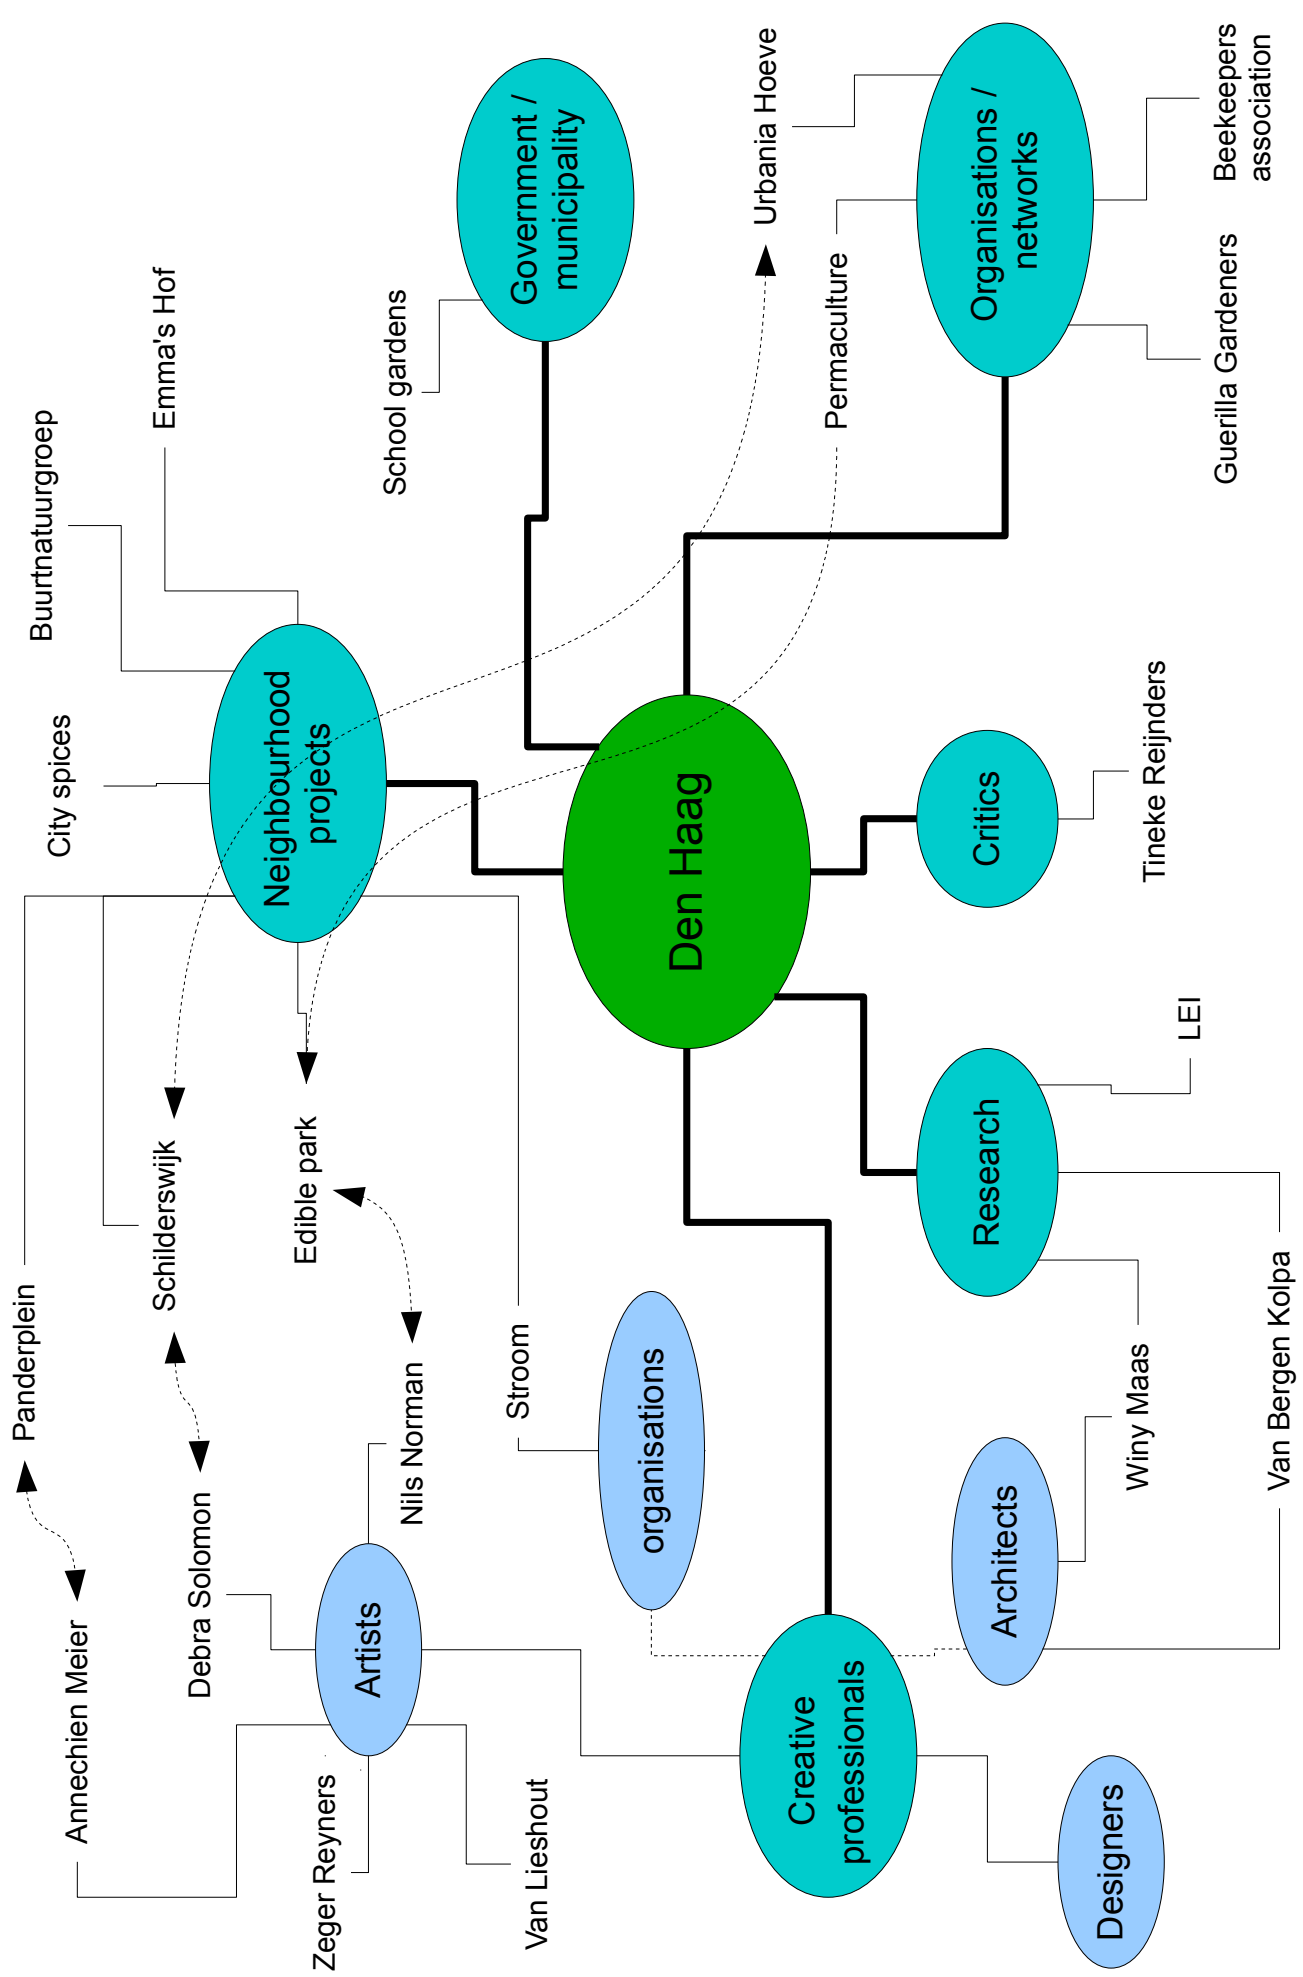 Annechien Meier
Panderplein
City spices
Buurtnatuurgroep
Emma's Hof
Schilderswijk
Debra Solomon
Zeger Reyners
Artists
Nils Norman
Edible park
Neighbourhood
projects
School gardens
Government /
municipality
Van Lieshout
Stroom
organisations
Den Haag
Urbania Hoeve
Permaculture
Creative
professionals
Architects
Research
Critics
Organisations /
networks
Designers
Winy Maas
LEI
Tineke Reijnders
Guerilla Gardeners
Beekeepers
association
Van Bergen Kolpa